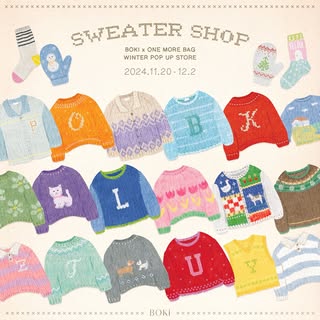 SWEATER SHOP
BOKI x ONE MORE BAG
WINTER POP UP STORE
2024.11.20-12.2
P O B K
L
Z T U Y
BOKI